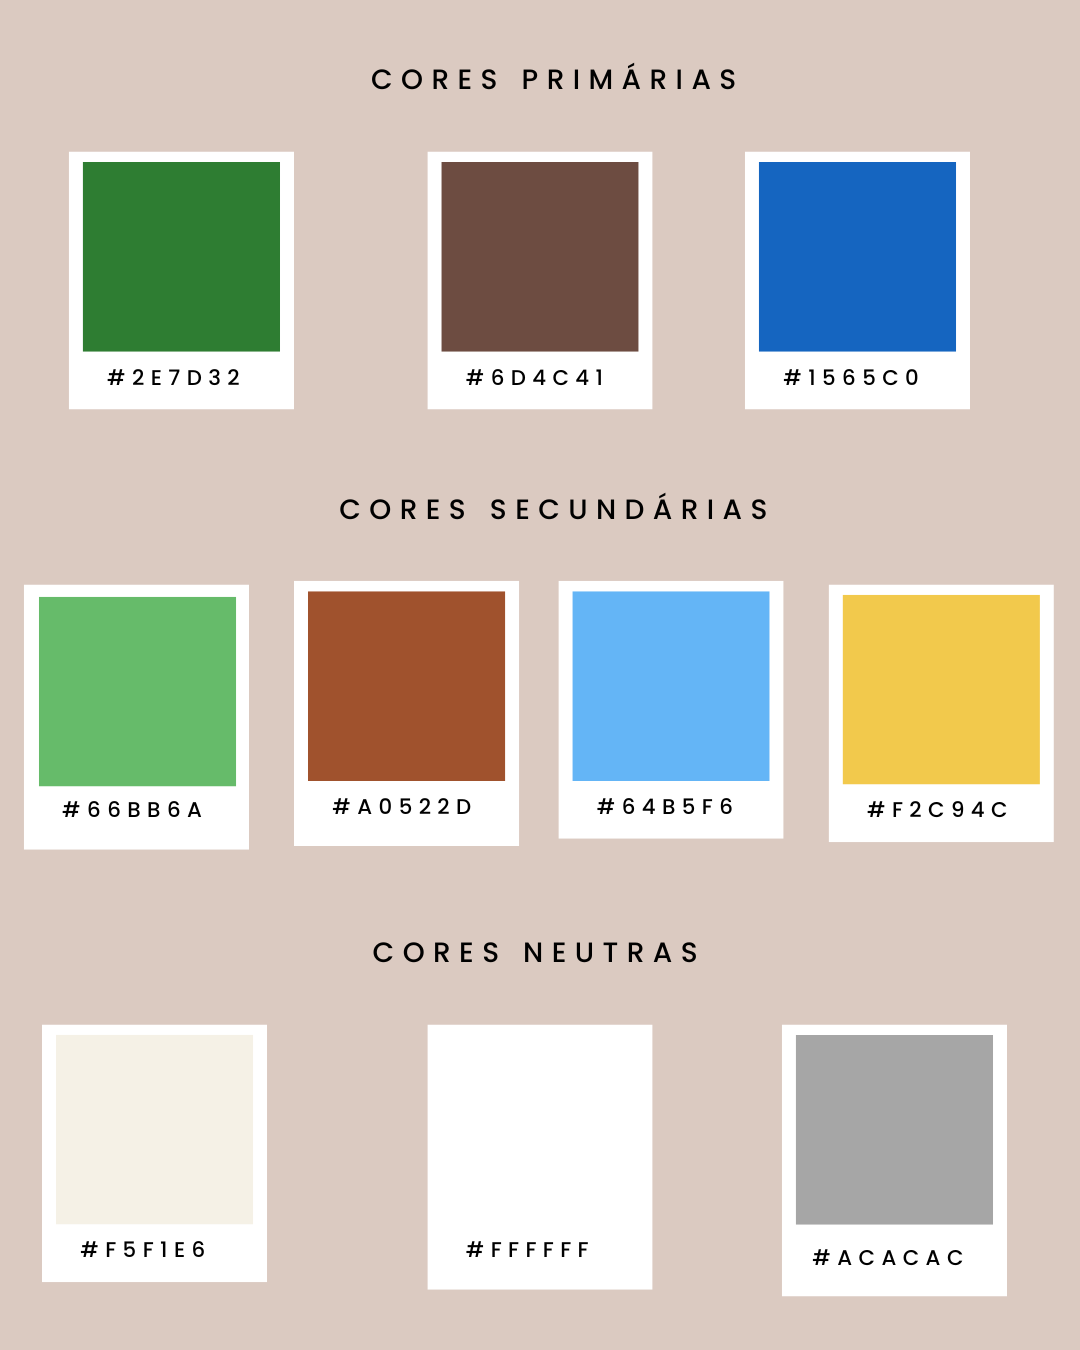 CORES PRIMÁRIAS
#2E7D32
#6D4C41
#1565C0
CORES SECUNDÁRIAS
#66BB6A
#A0522D
#64B5F6
#F2C94C
CORES NEUTRAS
#F5F1E6
#FFFFFF
#ACACAC